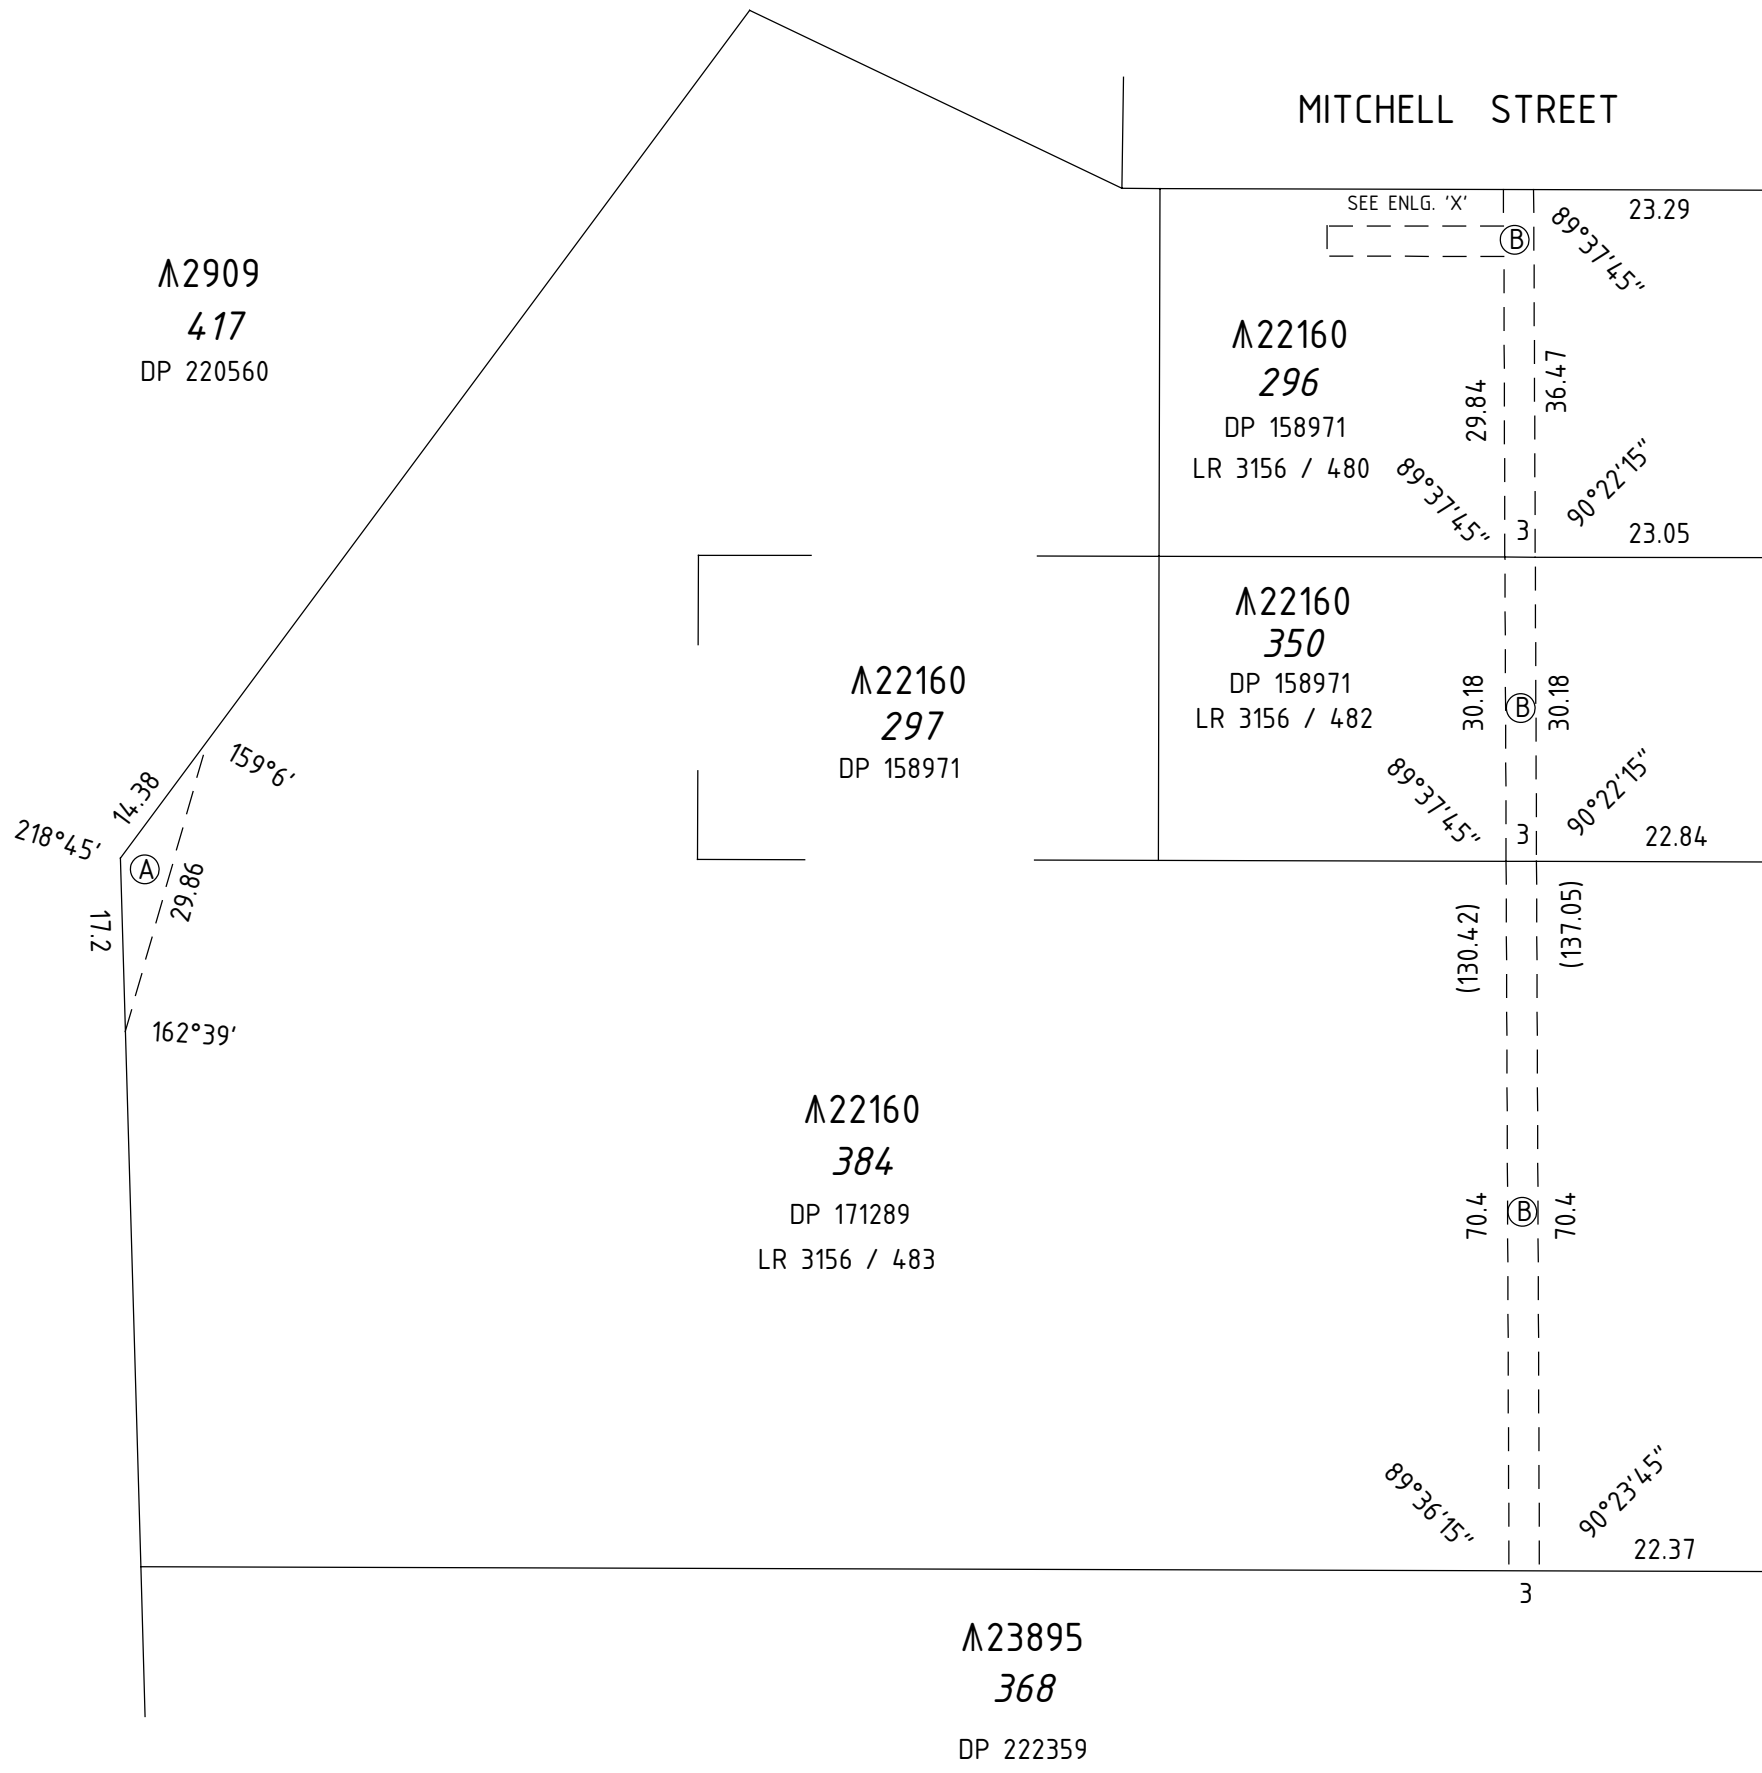 MITCHELL STREET
SEE ENLG. 'X'
23.29
B
89°37'45"
2909
417
DP 220560
22160
296
DP 158971
LR 3156 / 480
29.84
36.47
89°37'45"
90°22'15"
3
23.05
22160
350
DP 158971
LR 3156 / 482
22160
297
DP 158971
30.18
B
30.18
159°6'
14.38
218°45'
89°37'45"
90°22'15"
3
22.84
A
29.86
17.2
(130.42)
(137.05)
162°39'
22160
384
DP 171289
LR 3156 / 483
70.4
B
70.4
89°36'15"
90°23'45"
22.37
3
23895
368
DP 222359